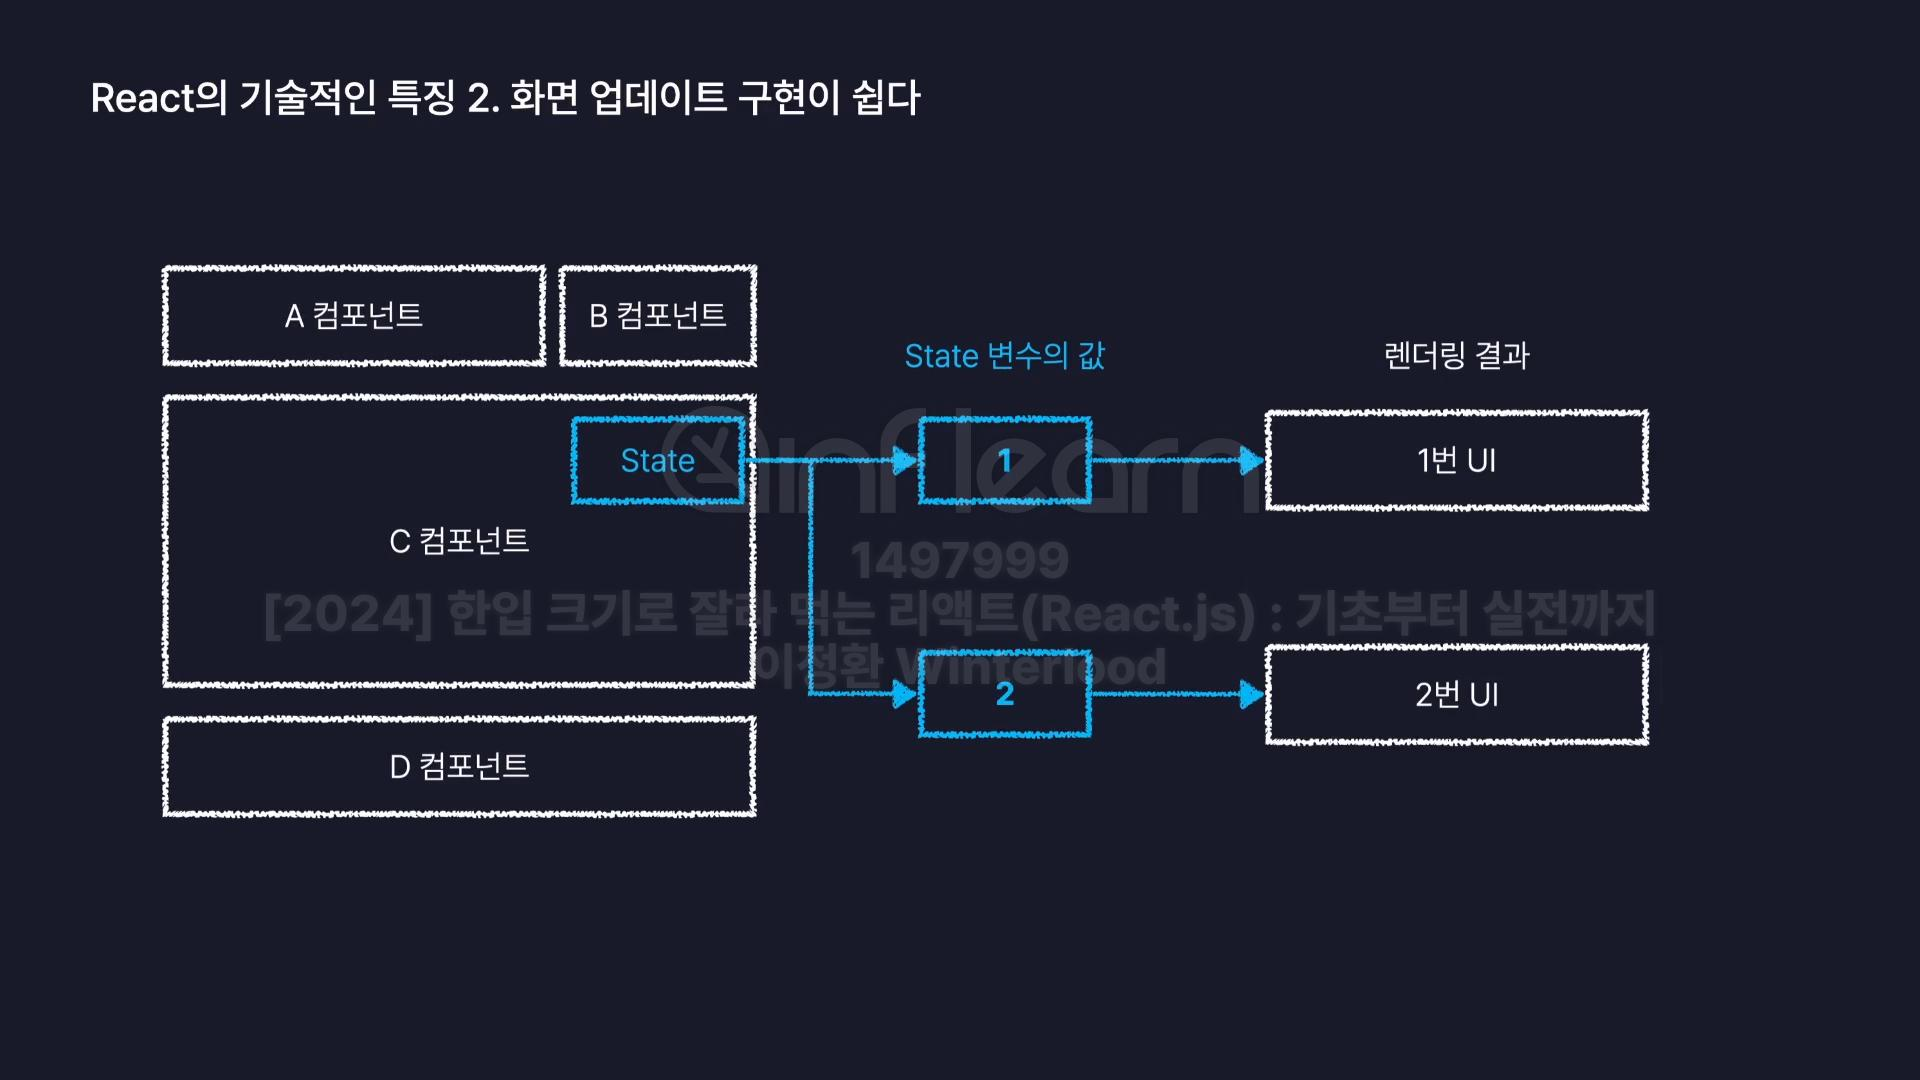 React의 기술적인 특징 2. 화면 업데이트 구현이 쉽다
A 컴포넌트
B 컴포넌트
State 변수의 값
렌더링 결과
State
1
1번 UI
C 컴포넌트
inflearn
1497999
[2024] 한입 크기로 잘라 먹는 리액트(React.js) : 기초부터 실전까지
이정환 Winterlood
2
2번 UI
D 컴포넌트